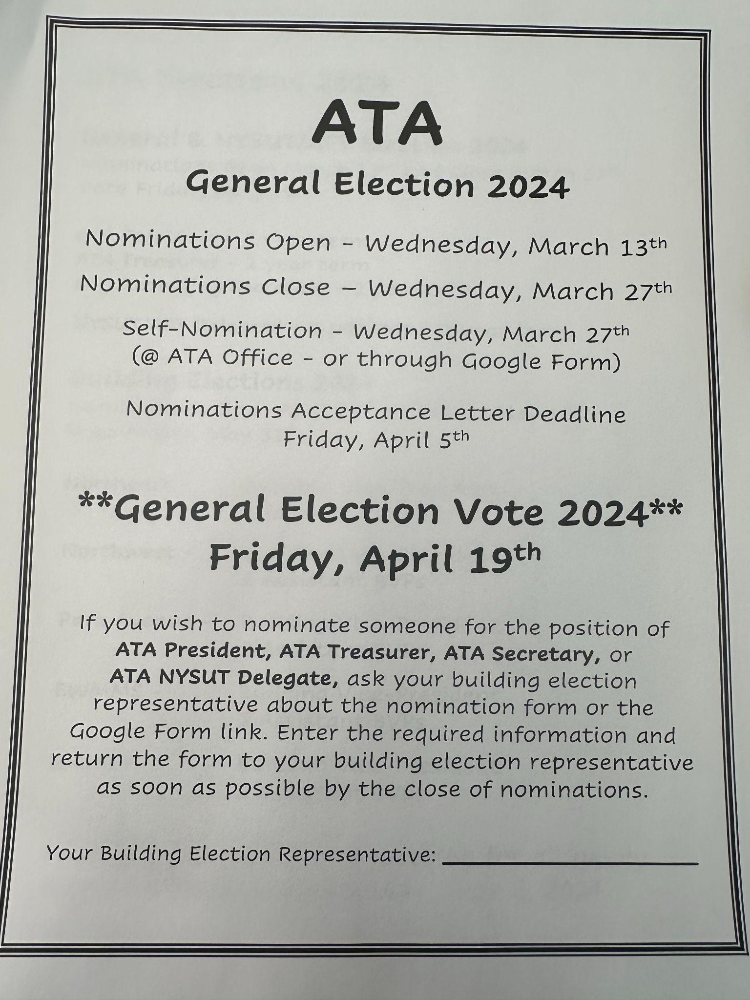 ATA
General Election 2024
Nominations Open - Wednesday, March 13th
Nominations Close – Wednesday, March 27th
Self-Nomination - Wednesday, March 27th
(@ ATA Office - or through Google Form)
Nominations Acceptance Letter Deadline
Friday, April 5th
**General Election Vote 2024**
Friday, April 19th
If you wish to nominate someone for the position of
ATA President, ATA Treasurer, ATA Secretary, or
ATA NYSUT Delegate, ask your building election
representative about the nomination form or the
Google Form link. Enter the required information and
return the form to your building election representative
as soon as possible by the close of nominations.
Your Building Election Representative: